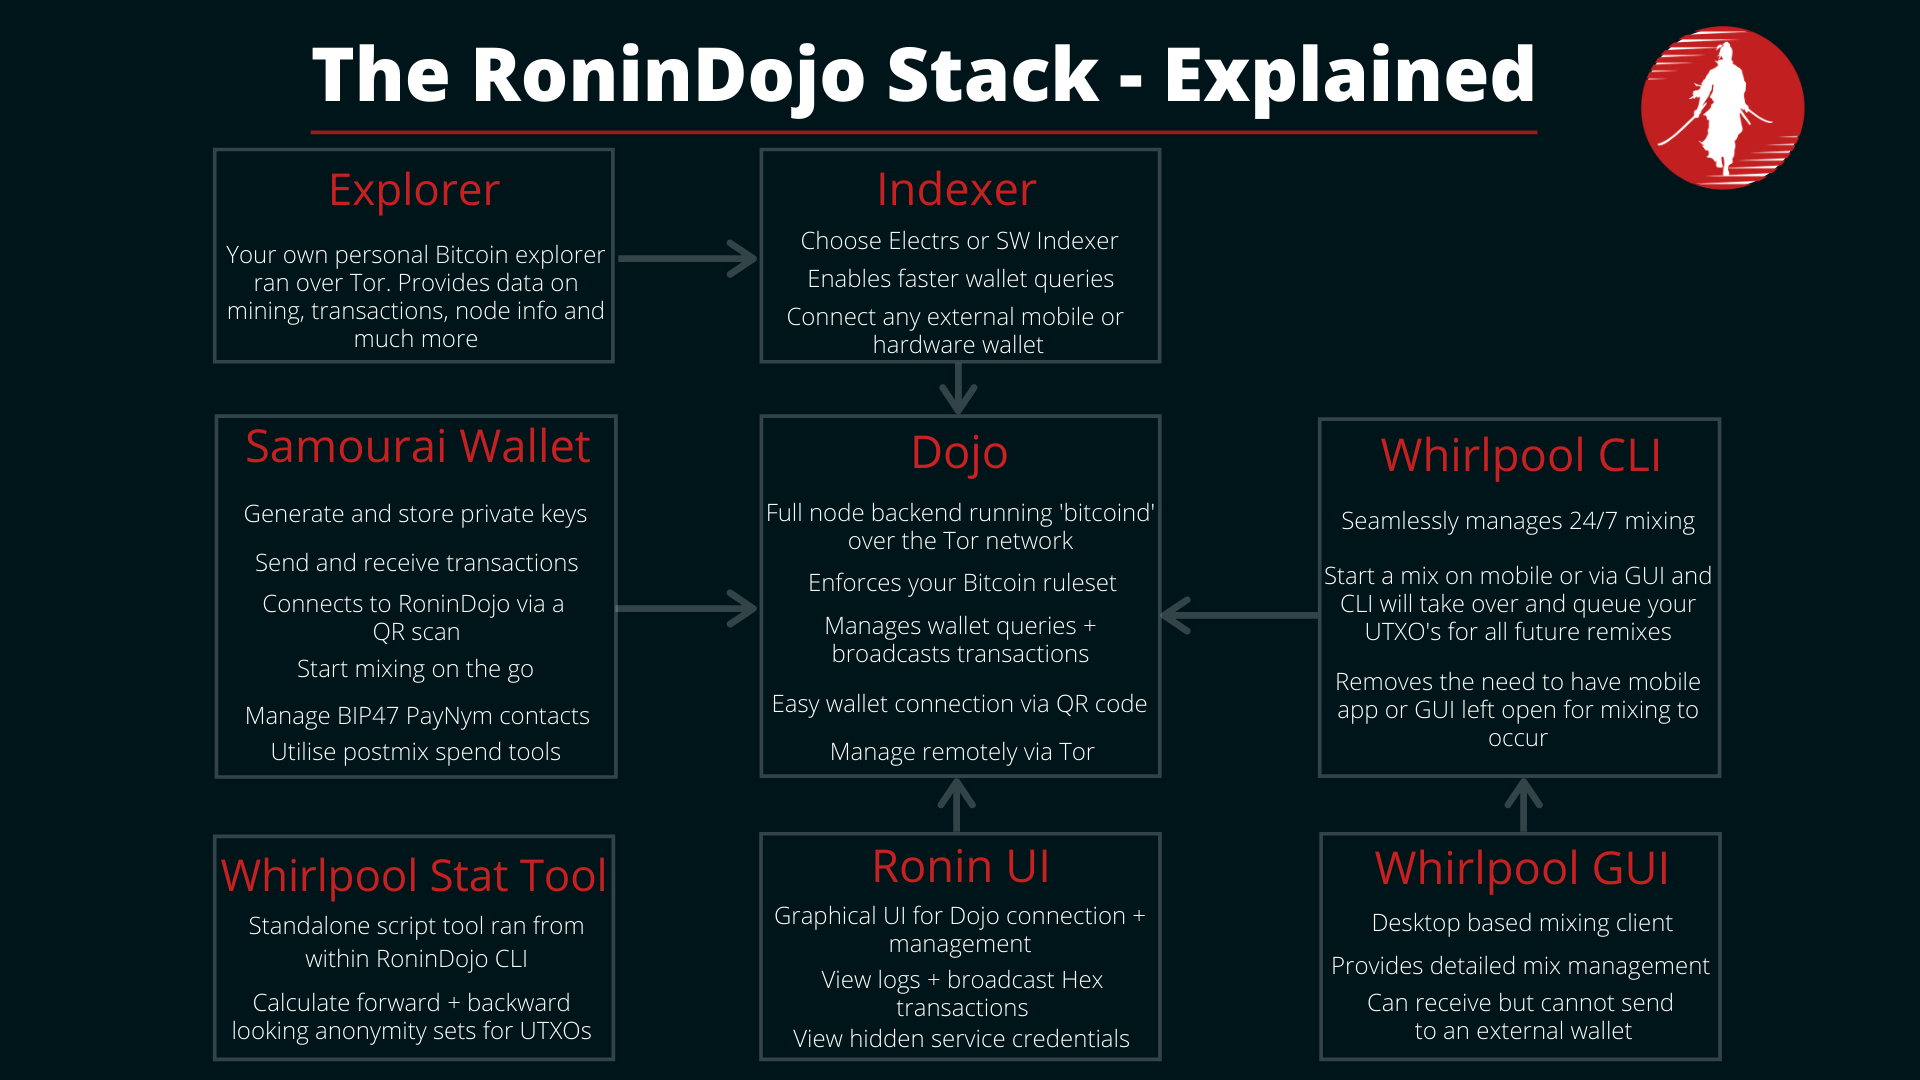 The RoninDojo Stack - Explained
Explorer
Your own personal Bitcoin explorer
ran over Tor. Provides data on
mining, transactions, node info and
much more
Indexer
Choose Electrs or SW Indexer
Enables faster wallet queries
Connect any external mobile or
hardware wallet
Samourai Wallet
Generate and store private keys
Send and receive transactions
Connects to RoninDojo via a
QR scan
Start mixing on the go
Manage BIP47 PayNym contacts
Utilise postmix spend tools
Dojo
Full node backend running 'bitcoind'
over the Tor network
Enforces your Bitcoin ruleset
Manages wallet queries +
broadcasts transactions
Easy wallet connection via QR code
Manage remotely via Tor
Whirlpool CLI
Seamlessly manages 24/7 mixing
Start a mix on mobile or via GUI and
CLI will take over and queue your
UTXO's for all future remixes
Removes the need to have mobile
app or GUI left open for mixing to
occur
Whirlpool Stat Tool
Standalone script tool ran from
within RoninDojo CLI
Calculate forward + backward
looking anonymity sets for UTXOs
Ronin UI
Graphical UI for Dojo connection +
management
View logs + broadcast Hex
transactions
View hidden service credentials
Whirlpool GUI
Desktop based mixing client
Provides detailed mix management
Can receive but cannot send
to an external wallet